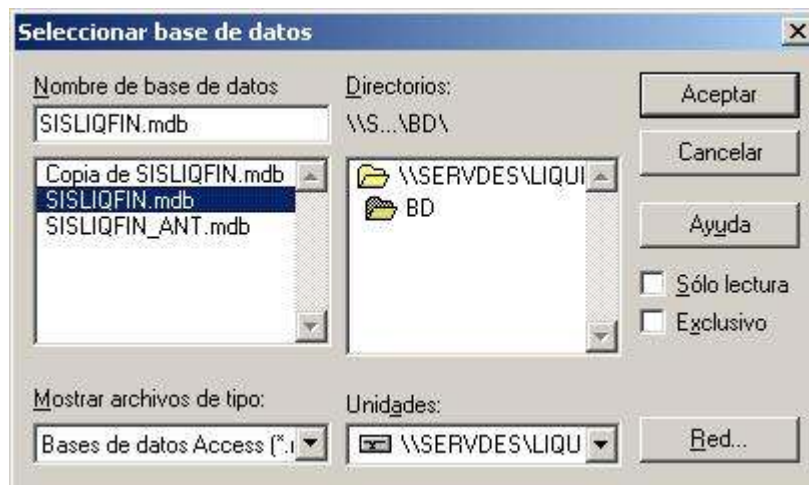 Seleccionar base de datos
Nombre de base de datos
SISLIQFIN.mdb
Copia de SISLIQFIN.mdb
SISLIQFIN.mdb
SISLIQFIN_ANT.mdb
Mostrar archivos de tipo:
Bases de datos Access (*.
Directorios:
\\S...\BD\
\\SERVDES\LIQUI
BD
Unidades:
\\SERVDES\LIQU
Aceptar
Cancelar
Ayuda
Sólo lectura
Exclusivo
Red...